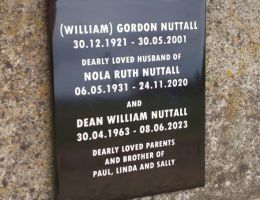 (WILLIAM) GORDON NUTTALL
30.12.1921 - 30.05.2001
DEARLY LOVED HUSBAND OF
NOLA RUTH NUTTALL
06.05.1931 - 24.11.2020
AND
DEAN WILLIAM NUTTALL
30.04.1963 - 08.06.2023
DEARLY LOVED PARENTS
AND BROTHER OF
PAUL, LINDA AND SALLY